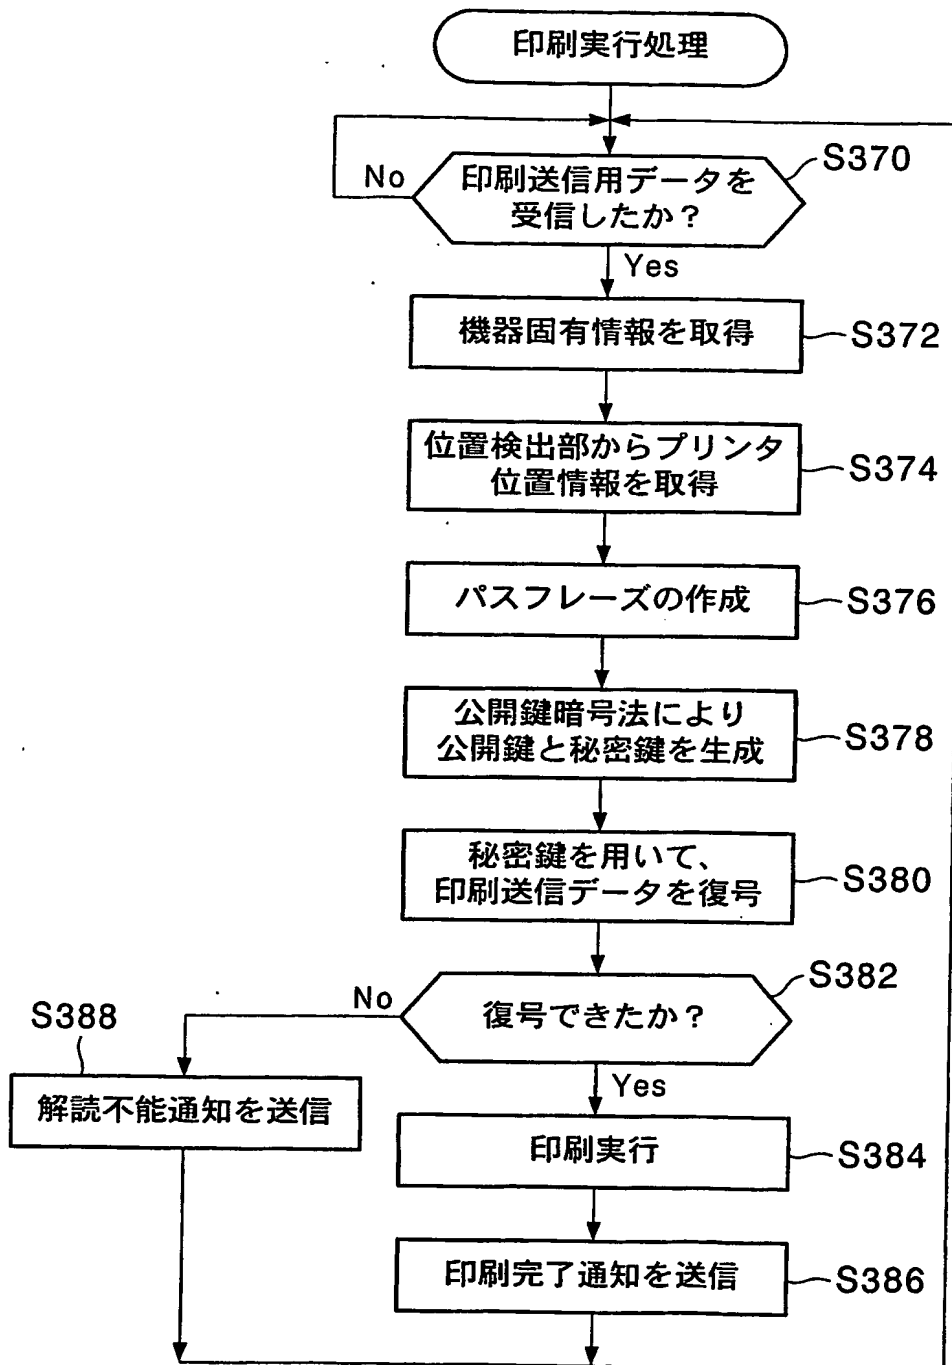 印刷実行処理
S370
No
印刷送信用データを
受信したか？
Yes
機器固有情報を取得
S372
位置検出部からプリンタ
位置情報を取得
S374
パスフレーズの作成
S376
公開鍵暗号法により
公開鍵と秘密鍵を生成
S378
秘密鍵を用いて、
印刷送信データを復号
S380
S382
No
復号できたか？
S388
Yes
解読不能通知を送信
印刷実行
S384
印刷完了通知を送信
S386